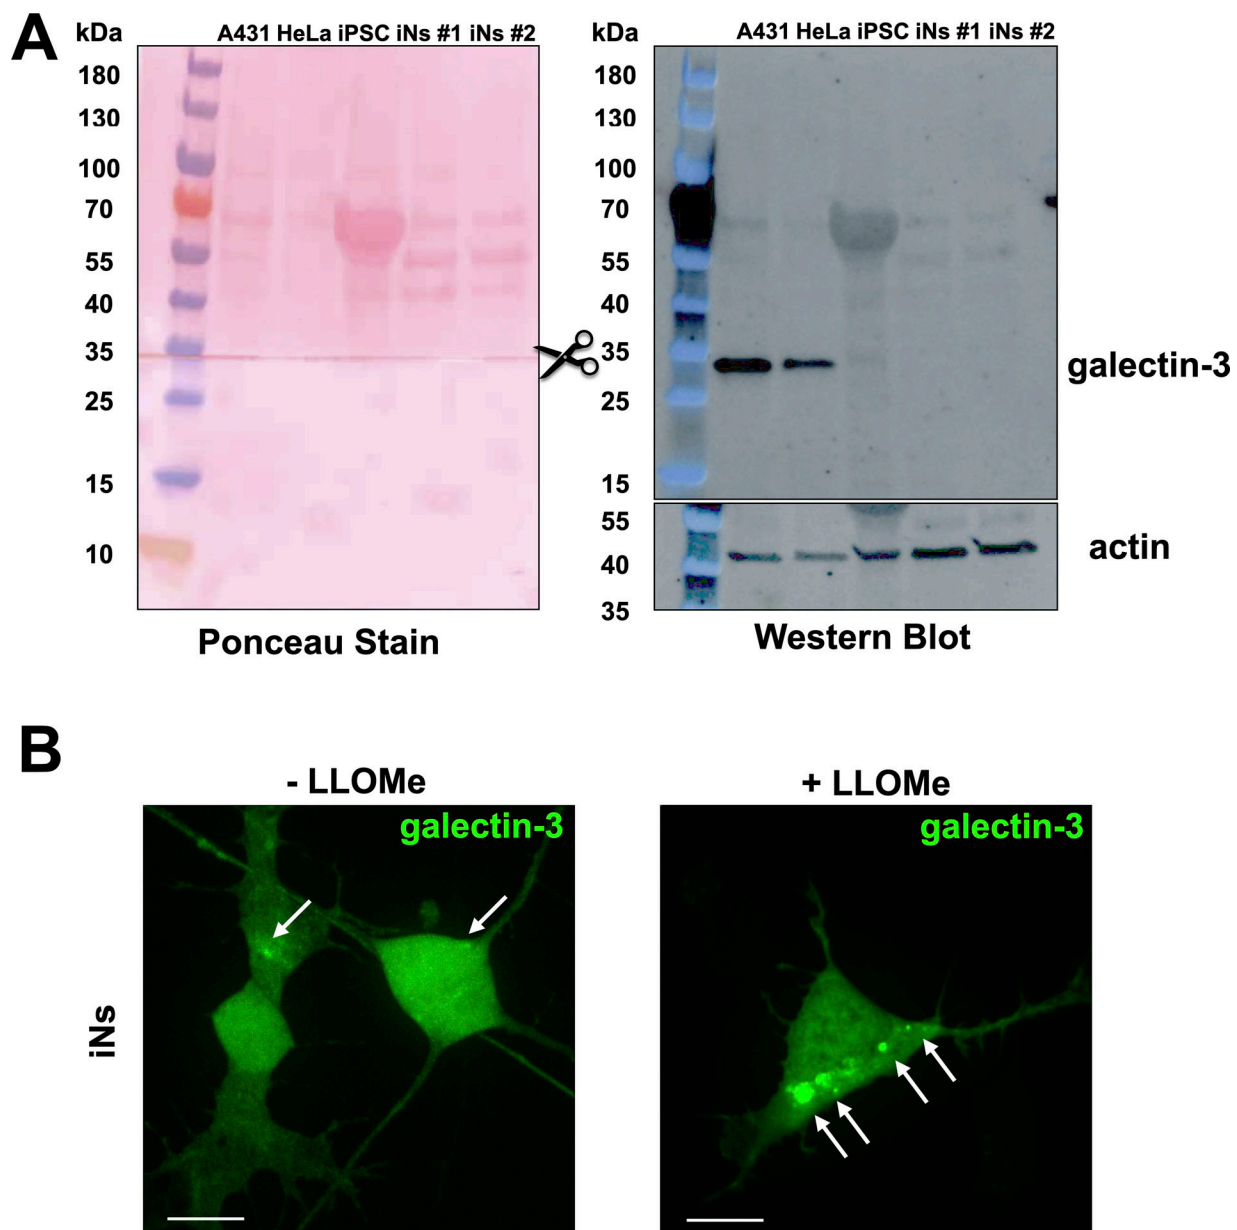 A
kDa A431 HeLa iPSC iNs #1 iNs #2
180
130
100
70
55
40
35
25
15
10
Ponceau Stain
kDa A431 HeLa iPSC iNs #1 iNs #2
180
130
100
70
55
40
35
25
15
galectin-3
55
40
35
actin
Western Blot
B
- LLOMe
+ LLOMe
galectin-3
galectin-3
iNs